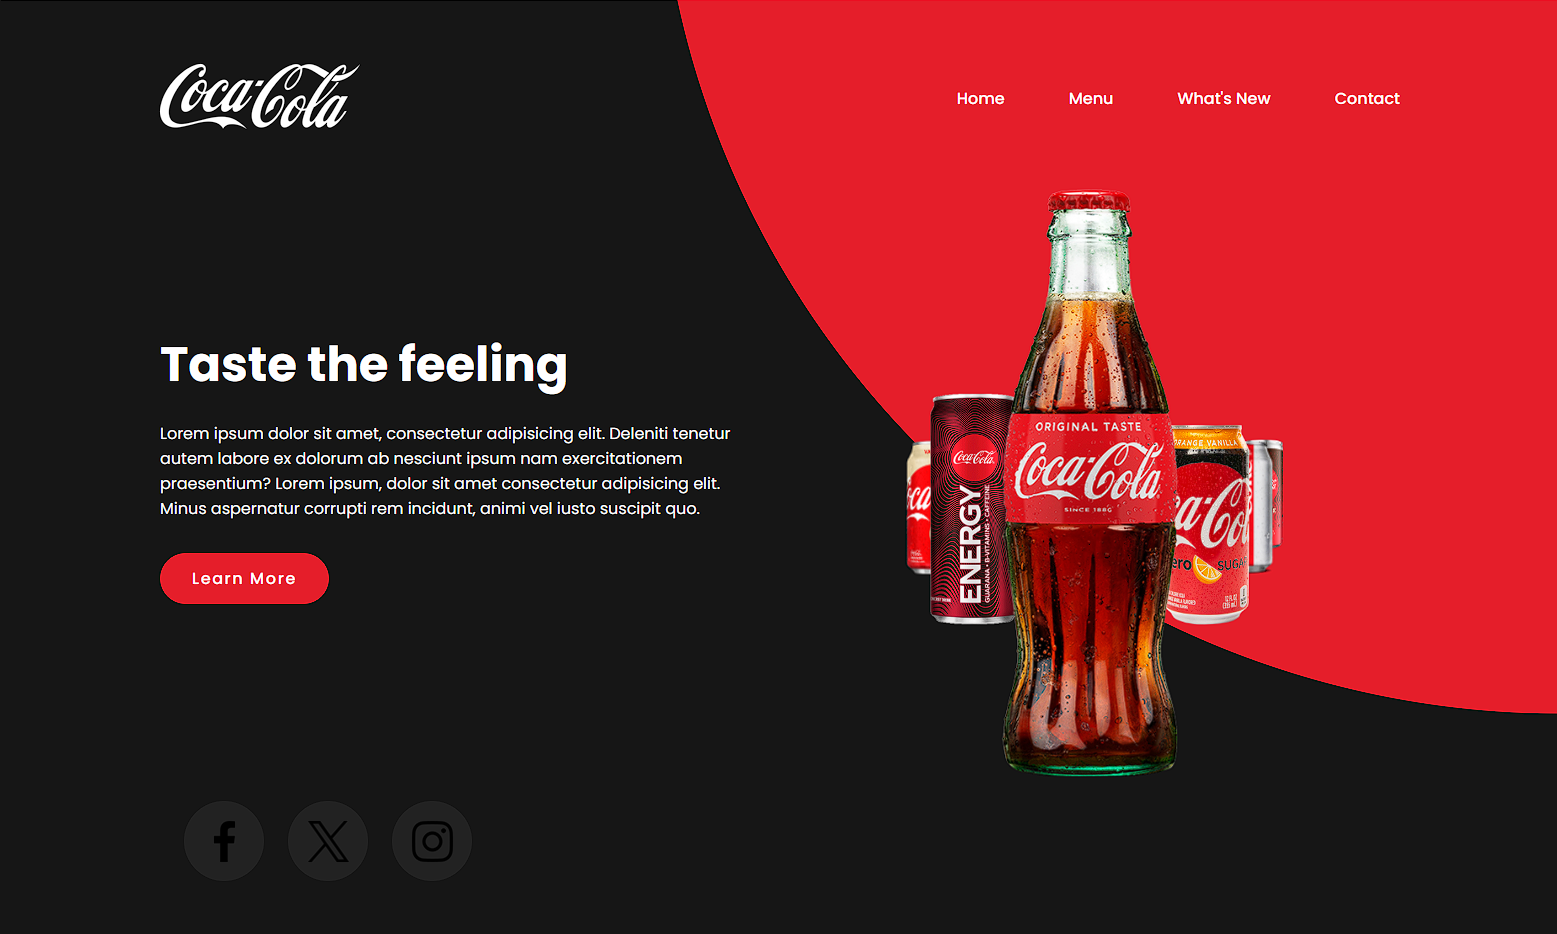 Coca-Cola
Home
Menu
What's New
Contact
Taste the feeling
Lorem ipsum dolor sit amet, consectetur adipisicing elit. Deleniti tenetur
autem labore ex dolorum ab nesciunt ipsum nam exercitationem
praesentium? Lorem ipsum, dolor sit amet consectetur adipisicing elit.
Minus aspernatur corrupti rem incidunt, animi vel iusto suscipit quo.
Learn More
ORIGINAL TASTE
Coca-Cola
SINCE 1886
Coca-Cola
ENERGY
GUARANA • B-VITAMINS • CAFFEINE
ORANGE VANILLA
SUGAR